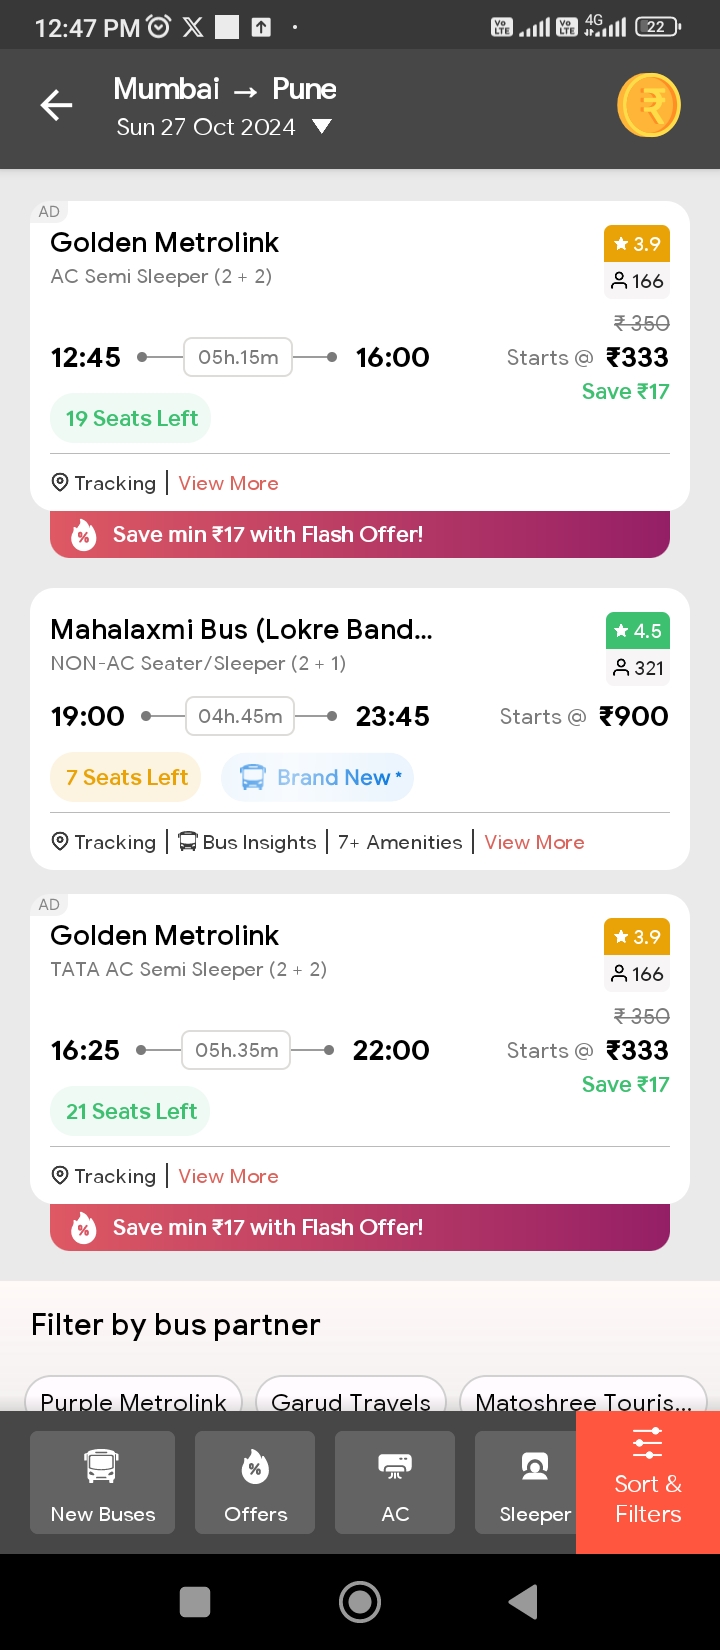 12:47 PM
Vo LTE Vo LTE 4G 22
Mumbai → Pune
Sun 27 Oct 2024
AD
Golden Metrolink
★ 3.9
AC Semi Sleeper (2 + 2)
166
₹ 350
12:45 05h.15m 16:00 Starts @ ₹333
Save ₹17
19 Seats Left
Tracking | View More
Save min ₹17 with Flash Offer!
Mahalaxmi Bus (Lokre Band...
★ 4.5
NON-AC Seater/Sleeper (2 + 1)
321
19:00 04h.45m 23:45 Starts @ ₹900
7 Seats Left Brand New *
Tracking | Bus Insights | 7+ Amenities | View More
AD
Golden Metrolink
★ 3.9
TATA AC Semi Sleeper (2 + 2)
166
₹ 350
16:25 05h.35m 22:00 Starts @ ₹333
Save ₹17
21 Seats Left
Tracking | View More
Save min ₹17 with Flash Offer!
Filter by bus partner
Purple Metrolink Garud Travels Matoshree Touris...
New Buses Offers AC Sleeper
Sort &
Filters